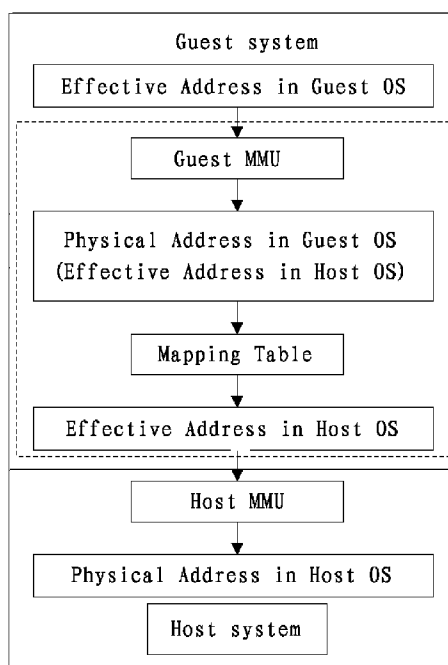 Guest system
Effective Address in Guest OS
Guest MMU
Physical Address in Guest OS
(Effective Address in Host OS)
Mapping Table
Effective Address in Host OS
Host MMU
Physical Address in Host OS
Host system